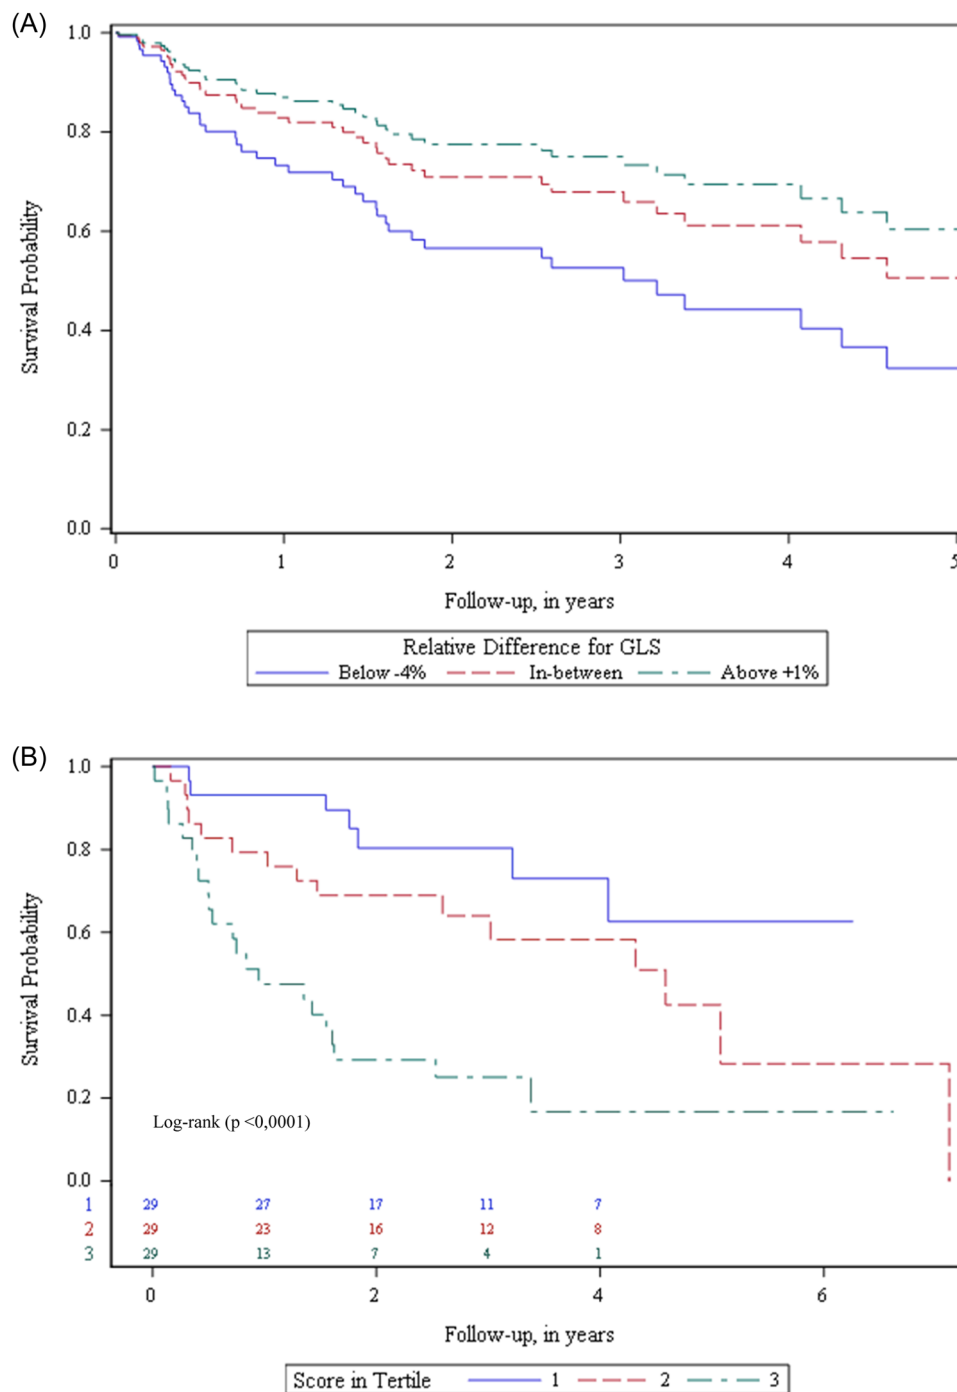 (A)
1.0
0.8
0.6
0.4
0.2
0.0
Survival Probability
0 1 2 3 4 5
Follow-up, in years
Relative Difference for GLS
Below -4% In-between Above +1%
(B)
1.0
0.8
0.6
0.4
0.2
0.0
Survival Probability
Log-rank (p <0,0001)
1 29 27 17 11 7
2 29 23 16 12 8
3 29 13 7 4 1
0 2 4 6
Follow-up, in years
Score in Tertile 1 2 3